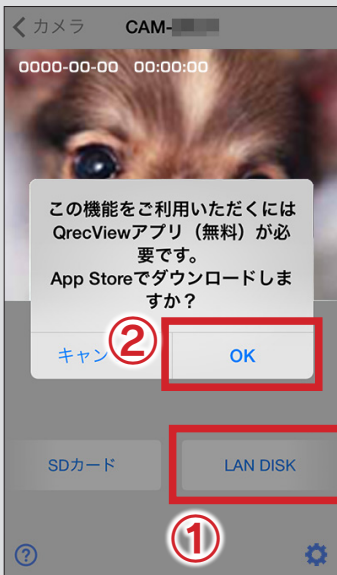 カメラ CAM-
0000-00-00 00:00:00
この機能をご利用いただくには
QrecViewアプリ（無料）が必
要です。
App Storeでダウンロードしま
すか？
キャン ② OK
SDカード LAN DISK
①
?